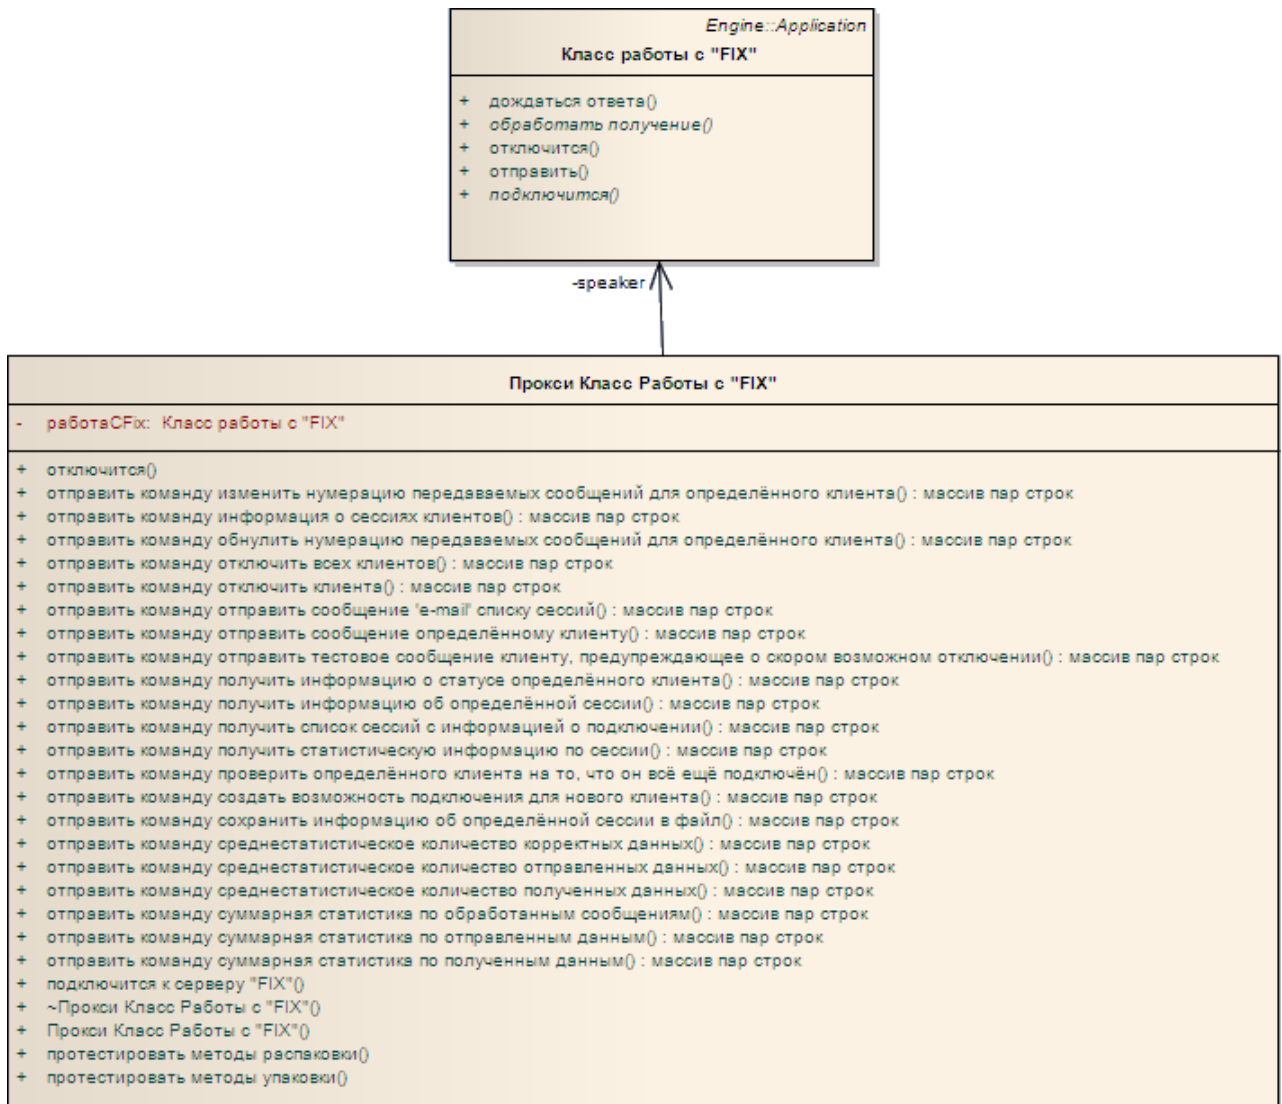 Engine::Application
Класс работы с "FIX"
+ дождаться ответа()
+ обработать получение()
+ отключится()
+ отправить()
+ подключится()
-speaker
Прокси Класс Работы с "FIX"
- работаСFix: Класс работы с "FIX"
+ отключится()
+ отправить команду изменить нумерацию передаваемых сообщений для определённого клиента() : массив пар строк
+ отправить команду информация о сессиях клиентов() : массив пар строк
+ отправить команду обнулить нумерацию передаваемых сообщений для определённого клиента() : массив пар строк
+ отправить команду отключить всех клиентов() : массив пар строк
+ отправить команду отключить клиента() : массив пар строк
+ отправить команду отправить сообщение 'e-mail' списку сессий() : массив пар строк
+ отправить команду отправить сообщение определённому клиенту() : массив пар строк
+ отправить команду отправить тестовое сообщение клиенту, предупреждающее о скором возможном отключении() : массив пар строк
+ отправить команду получить информацию о статусе определённого клиента() : массив пар строк
+ отправить команду получить информацию об определённой сессии() : массив пар строк
+ отправить команду получить список сессий с информацией о подключении() : массив пар строк
+ отправить команду получить статистическую информацию по сессии() : массив пар строк
+ отправить команду проверить определённого клиента на то, что он всё ещё подключён() : массив пар строк
+ отправить команду создать возможность подключения для нового клиента() : массив пар строк
+ отправить команду сохранить информацию об определённой сессии в файл() : массив пар строк
+ отправить команду среднестатистическое количество корректных данных() : массив пар строк
+ отправить команду среднестатистическое количество отправленных данных() : массив пар строк
+ отправить команду среднестатистическое количество полученных данных() : массив пар строк
+ отправить команду суммарная статистика по обработанным сообщениям() : массив пар строк
+ отправить команду суммарная статистика по отправленным данным() : массив пар строк
+ отправить команду суммарная статистика по полученным данным() : массив пар строк
+ подключится к серверу "FIX"()
+ ~Прокси Класс Работы с "FIX"()
+ Прокси Класс Работы с "FIX"()
+ протестировать методы распаковки()
+ протестировать методы упаковки()